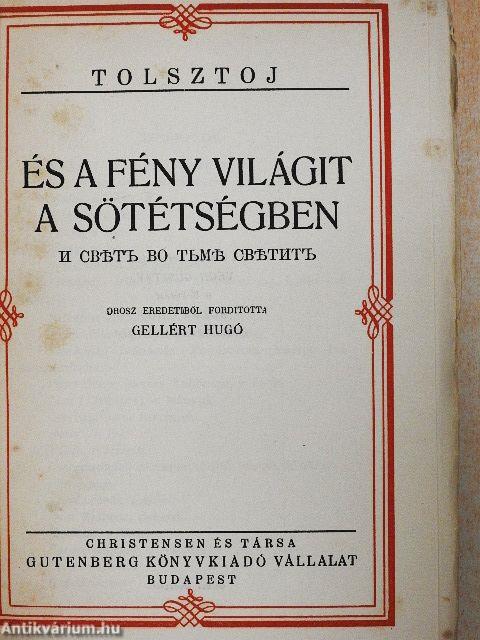 TOLSZTOJ
ÉS A FÉNY VILÁGIT
A SÖTÉTSÉGBEN
И СВѢТЪ ВО ТЬМѢ СВѢТИТЪ
OROSZ EREDETIBŐL FORDITOTTA
GELLÉRT HUGÓ
CHRISTENSEN ÉS TÁRSA
GUTENBERG KÖNYVKIADÓ VÁLLALAT
BUDAPEST
Antikvárium.hu